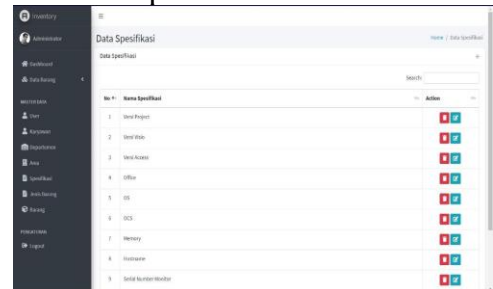 Inventory
Administrator
Dashboard
Data Barang
MASTER DATA
User
Karyawan
Departemen
Area
Spesifikasi
Jenis Barang
Barang
PENGATURAN
Logout
Data Spesifikasi
Home / Data Spesifikasi
Data Spesifikasi
Search:
No Nama Spesifikasi Action
1 Versi Project
2 Versi Visio
3 Versi Access
4 Office
5 OS
6 OCS
7 Memory
8 Hostname
9 Serial Number Monitor